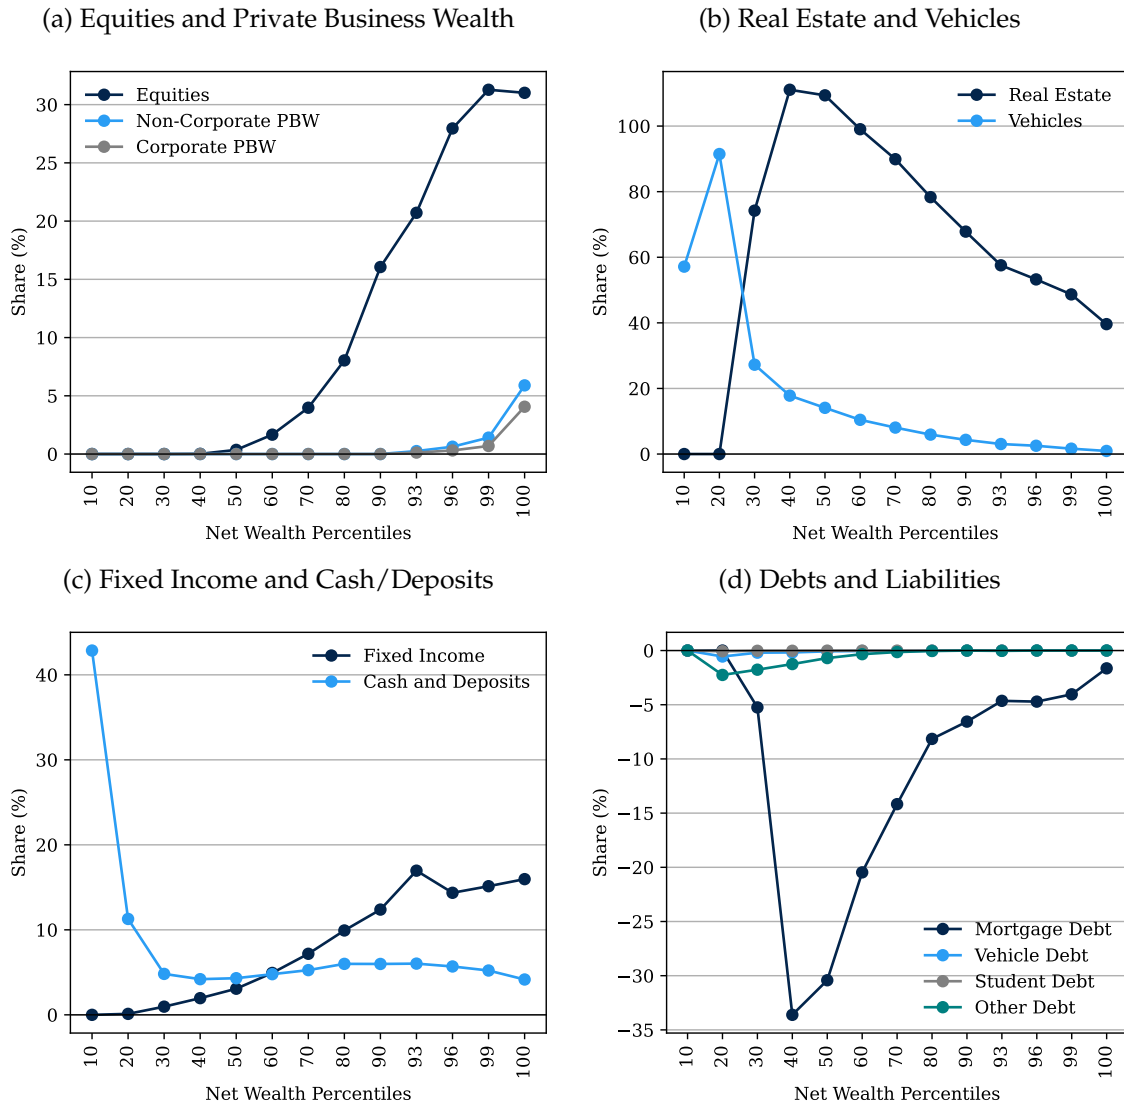 (a) Equities and Private Business Wealth
Equities
Non-Corporate PBW
Corporate PBW
30
25
20
15
10
5
0
Share (%)
10 20 30 40 50 60 70 80 90 93 96 99 100
Net Wealth Percentiles
(b) Real Estate and Vehicles
Real Estate
Vehicles
100
80
60
40
20
0
Share (%)
10 20 30 40 50 60 70 80 90 93 96 99 100
Net Wealth Percentiles
(c) Fixed Income and Cash/Deposits
Fixed Income
Cash and Deposits
40
30
20
10
0
Share (%)
10 20 30 40 50 60 70 80 90 93 96 99 100
Net Wealth Percentiles
(d) Debts and Liabilities
0
−5
−10
−15
−20
−25
−30
−35
Share (%)
Mortgage Debt
Vehicle Debt
Student Debt
Other Debt
10 20 30 40 50 60 70 80 90 93 96 99 100
Net Wealth Percentiles